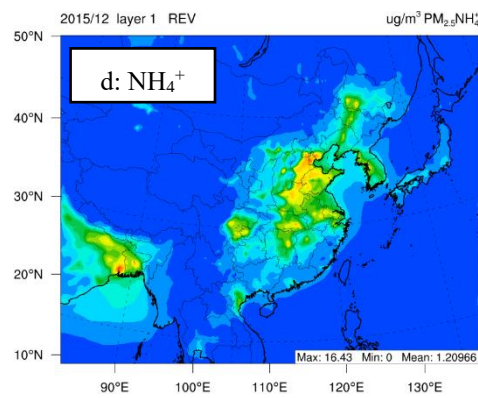 2015/12 layer 1 REV ug/m³ PM₂.₅NH₄⁺
50°N
d: NH₄⁺
40°N
30°N
20°N
10°N
Max: 16.43 Min: 0 Mean: 1.20966
90°E 100°E 110°E 120°E 130°E